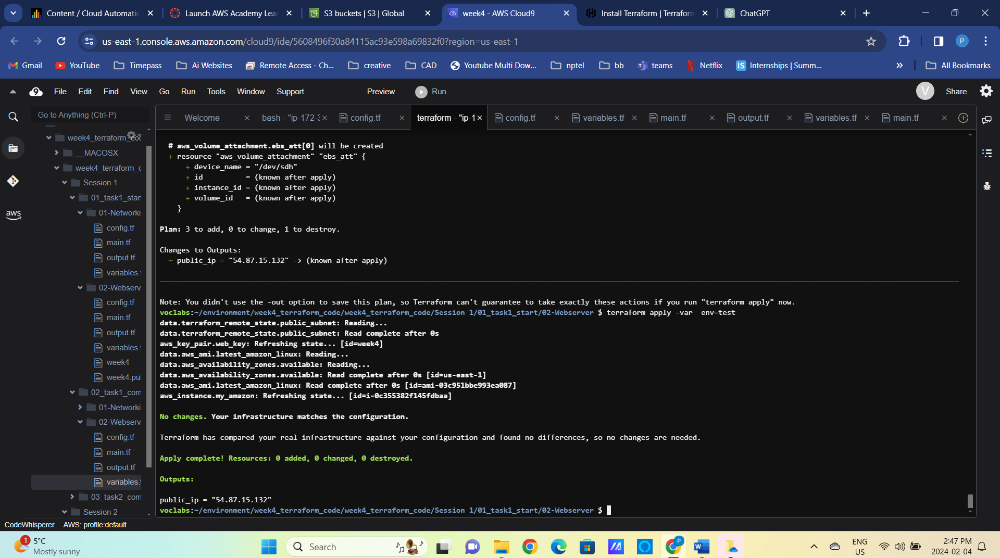 Content / Cloud Automatic
Launch AWS Academy Lea
S3 buckets | S3 | Global
week4 - AWS Cloud9
Install Terraform | Terraform
ChatGPT
us-east-1.console.aws.amazon.com/cloud9/ide/5608496f30a84115ac93e598a69832f0?region=us-east-1
P
Gmail
YouTube
Timepass
Ai Websites
Remote Access - Ch...
creative
CAD
Youtube Multi Dow...
nptel
bb
teams
Netflix
IS
Internships | Summ...
All Bookmarks
9
File
Edit
Find
View
Go
Run
Tools
Window
Support
Preview
Run
V
Share
Go to Anything (Ctrl-P)
Welcome
bash - "ip-172-3
config.tf
terraform - "ip-1
config.tf
variables.tf
main.tf
output.tf
variables.tf
main.tf
aws
week4_terraform_coc
__MACOSX
week4_terraform_c
Session 1
01_task1_start
01-Networki
config.tf
main.tf
output.tf
variables.t
02-Webserv
config.tf
main.tf
output.tf
variables.t
week4
week4.pul
02_task1_com
01-Networki
02-Webserv
config.tf
main.tf
output.tf
variables.t
03_task2_com
Session 2
# aws_volume_attachment.ebs_att[0] will be created
+ resource "aws_volume_attachment" "ebs_att" {
+ device_name = "/dev/sdh"
+ id = (known after apply)
+ instance_id = (known after apply)
+ volume_id = (known after apply)
}
Plan: 3 to add, 0 to change, 1 to destroy.
Changes to Outputs:
~ public_ip = "54.87.15.132" -> (known after apply)
Note: You didn't use the -out option to save this plan, so Terraform can't guarantee to take exactly these actions if you run "terraform apply" now.
voclabs:~/environment/week4_terraform_code/week4_terraform_code/Session 1/01_task1_start/02-Webserver $ terraform apply -var  env=test
data.terraform_remote_state.public_subnet: Reading...
data.terraform_remote_state.public_subnet: Read complete after 0s
aws_key_pair.web_key: Refreshing state... [id=week4]
data.aws_ami.latest_amazon_linux: Reading...
data.aws_availability_zones.available: Reading...
data.aws_availability_zones.available: Read complete after 0s [id=us-east-1]
data.aws_ami.latest_amazon_linux: Read complete after 0s [id=ami-03c951bbe993ea087]
aws_instance.my_amazon: Refreshing state... [id=i-0c355382f145fdbaa]
No changes. Your infrastructure matches the configuration.
Terraform has compared your real infrastructure against your configuration and found no differences, so no changes are needed.
Apply complete! Resources: 0 added, 0 changed, 0 destroyed.
Outputs:
public_ip = "54.87.15.132"
voclabs:~/environment/week4_terraform_code/week4_terraform_code/Session 1/01_task1_start/02-Webserver $
CodeWhisperer
AWS: profile:default
1
5°C
Mostly sunny
Search
P
W
ENG
US
2:47 PM
2024-02-04